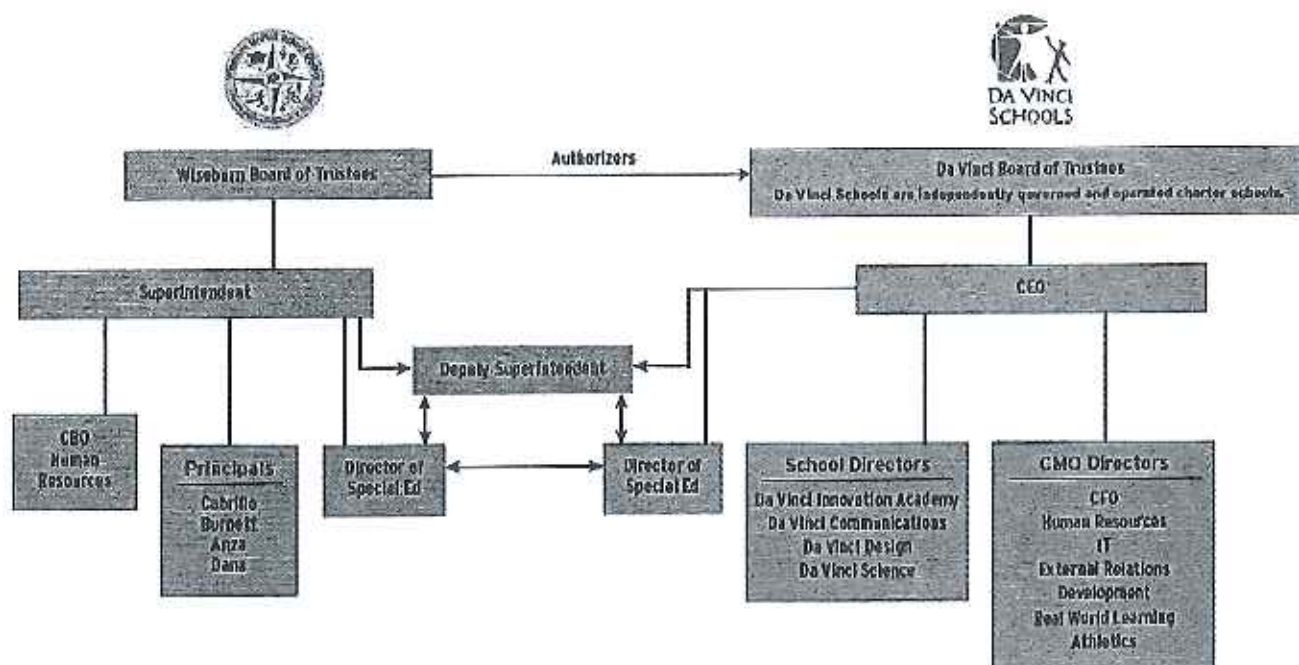 DA VINCI
SCHOOLS
Wiseburn Board of Trustees
Authorizers
Da Vinci Board of Trustees
Da Vinci Schools are independently governed and operated charter schools.
Superintendent
CEO
Deputy Superintendent
CBO
Human
Resources
Principals
Cabrillo
Burnett
Anza
Dana
Director of
Special Ed
Director of
Special Ed
School Directors
Da Vinci Innovation Academy
Da Vinci Communications
Da Vinci Design
Da Vinci Science
CMO Directors
CFO
Human Resources
IT
External Relations
Development
Real World Learning
Athletics